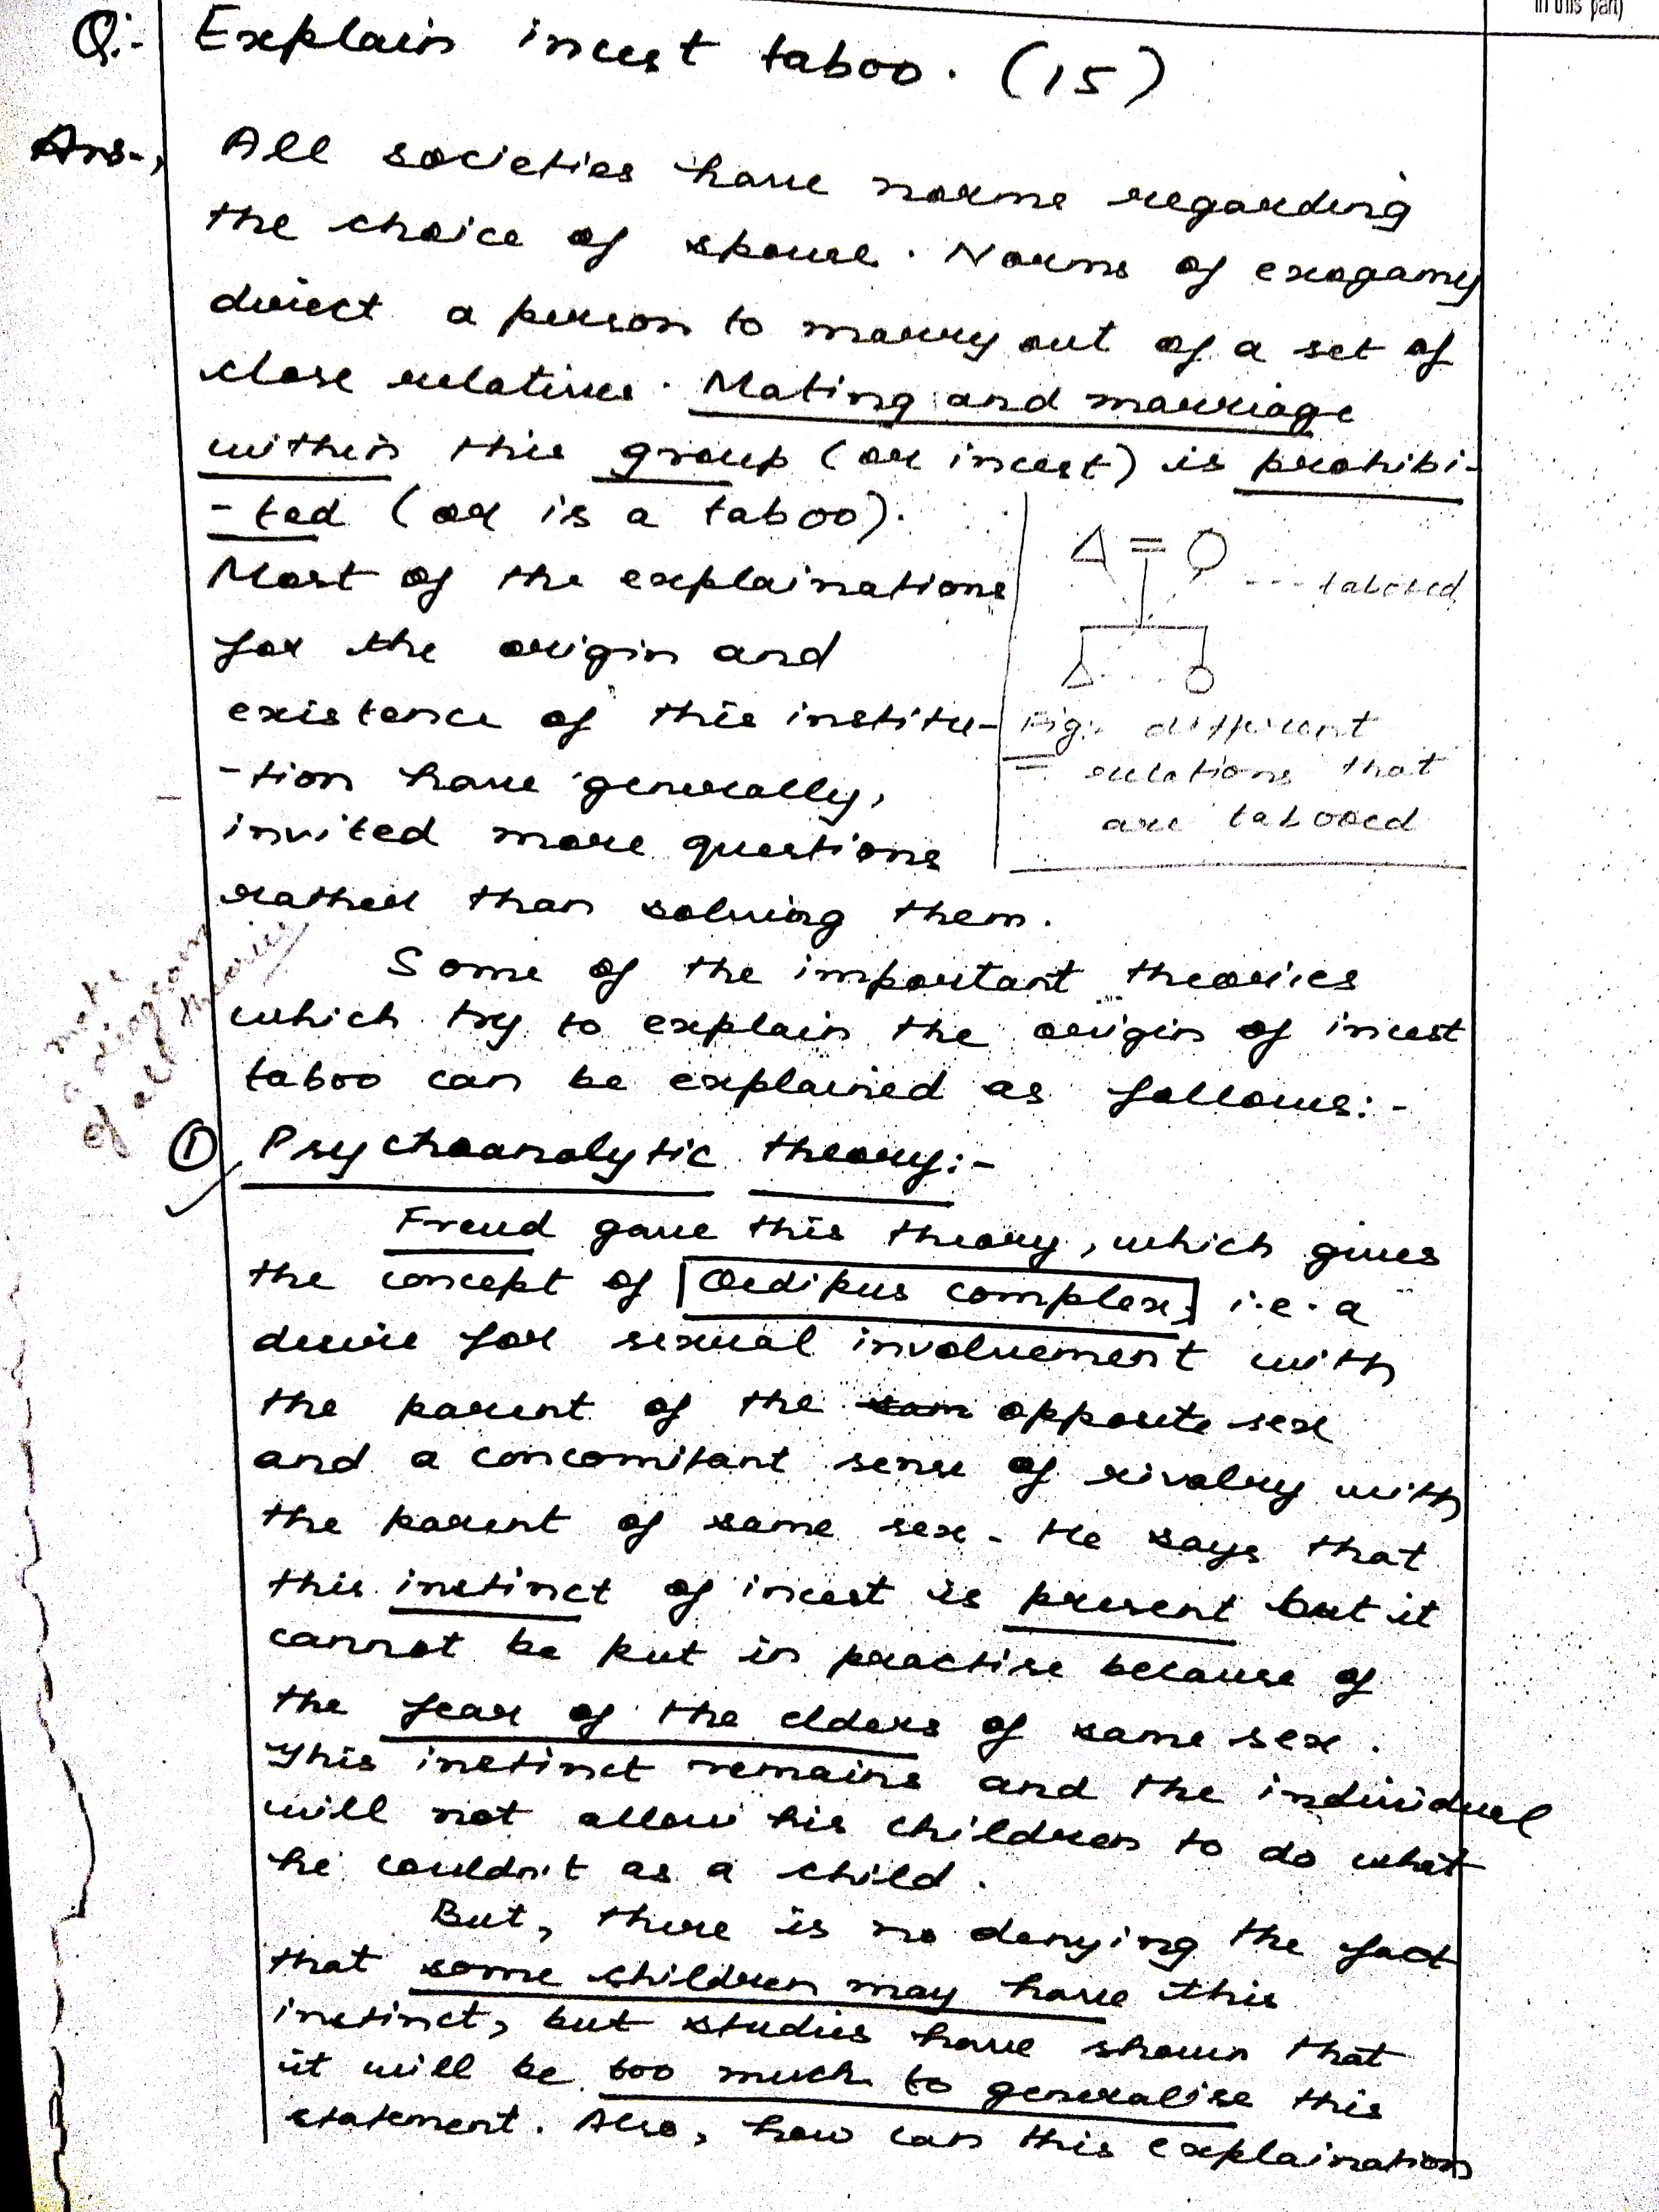 in this part)
Q:- Explain incest taboo. (15)
Ans-, All societies have norms regarding
the choice of spouse. Norms of exogamy
direct a person to marry out of a set of
close relatives. Mating and marriage
within this group (or incest) is prohibi-
-ted (or is a taboo).
Most of the explainations
for the origin and
existence of this institu-
-tion have generally,
invited more questions
rather than solving them.
--- tabooed
Fig:- different
relations that
are tabooed
Some of the important theories
which try to explain the origin of incest
taboo can be explained as follows:-
make
a diagram
of all theories
① Psychoanalytic theory:-
Freud gave this theory, which gives
the concept of Oedipus complex, i.e. a
desire for sexual involvement with
the parent of the opposite sex
and a concomitant sense of rivalry with
the parent of same sex. He says that
this instinct of incest is present but it
cannot be put in practise because of
the fear of the elders of same sex.
This instinct remains and the individual
will not allow his children to do what
he couldn't as a child.
But, there is no denying the fact
that some children may have this
instinct, but studies have shown that
it will be too much to generalise this
statement. Also, how can this explaination